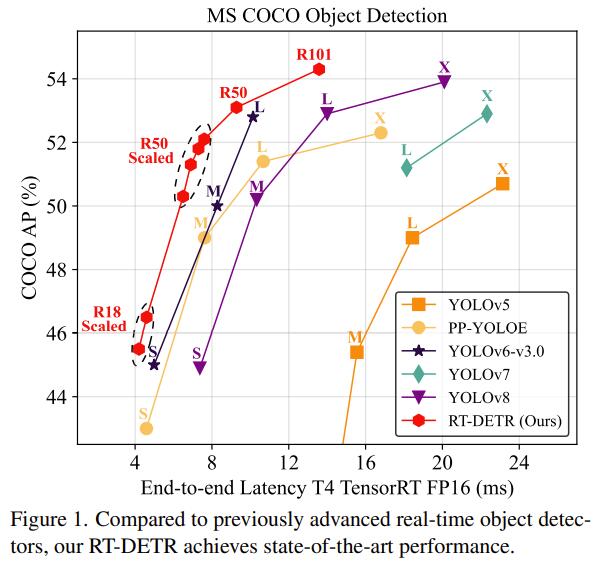 MS COCO Object Detection
R101
54
X
R50
L
L
X
X
52
R50
Scaled
L
L
X
50
M
M
COCO AP (%)
M
L
48
R18
Scaled
46
S
M
S
44
S
YOLOv5
PP-YOLOE
YOLOv6-v3.0
YOLOv7
YOLOv8
RT-DETR (Ours)
4 8 12 16 20 24
End-to-end Latency T4 TensorRT FP16 (ms)
Figure 1. Compared to previously advanced real-time object detec-
tors, our RT-DETR achieves state-of-the-art performance.